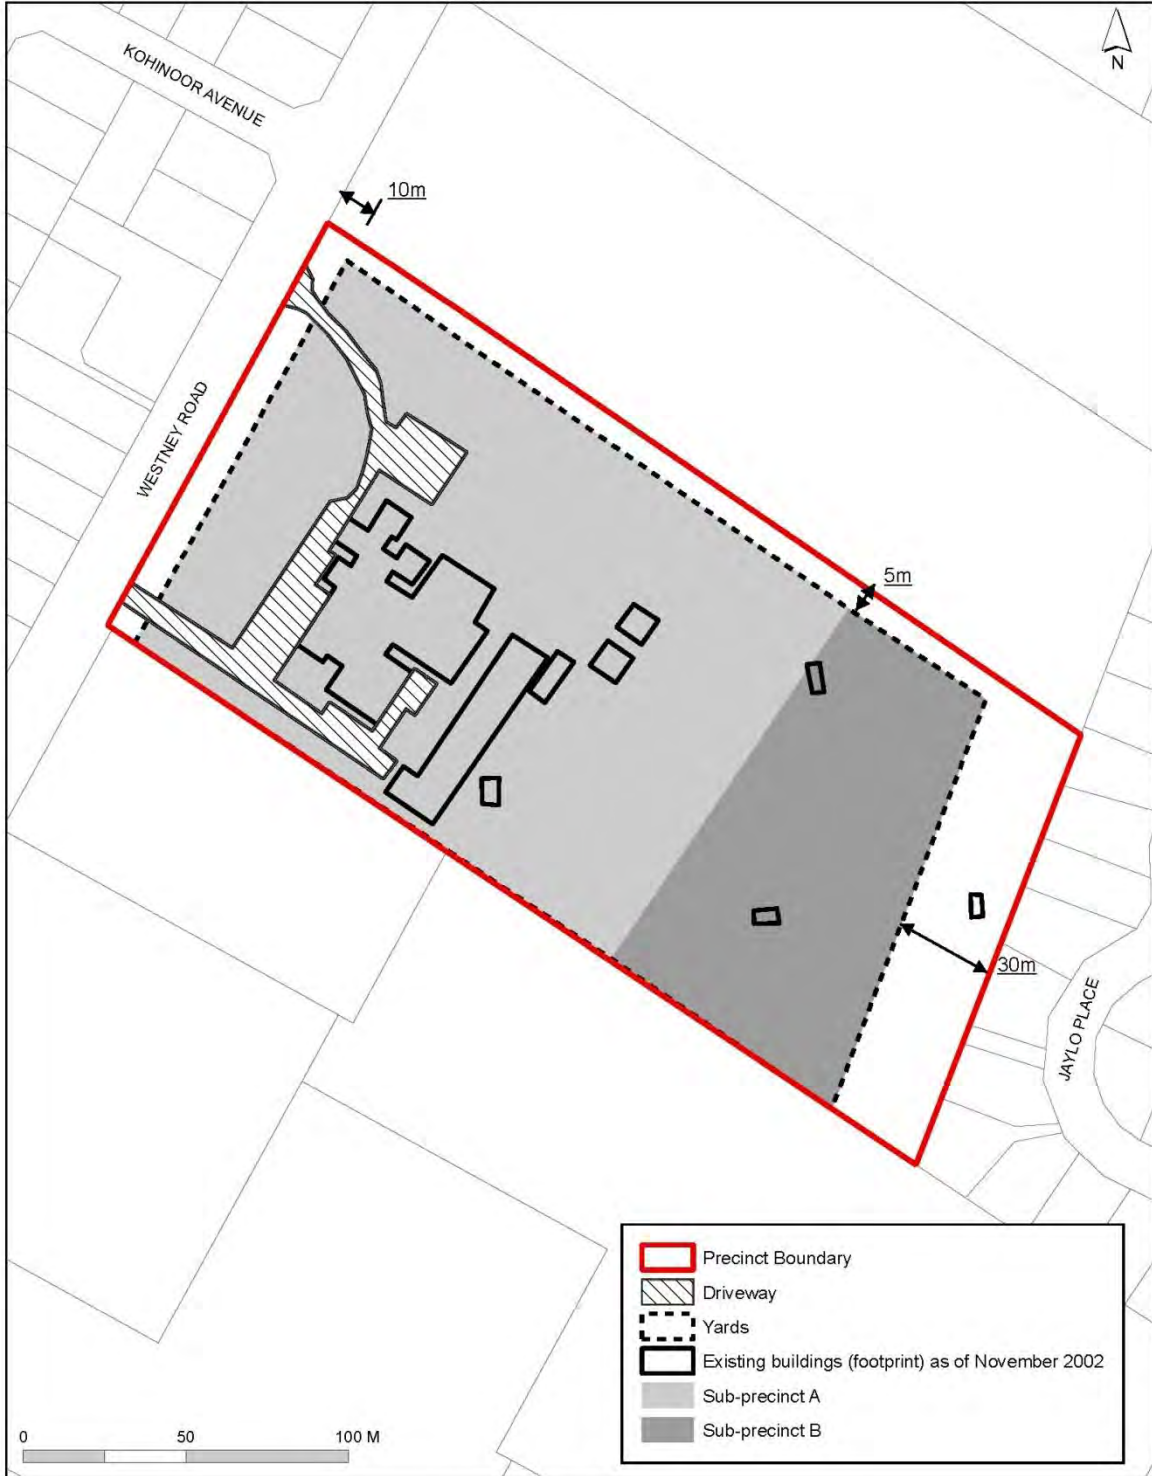 N
KOHINOOR AVENUE
10m
WESTNEY ROAD
5m
30m
JAYLO PLACE
Precinct Boundary
Driveway
Yards
Existing buildings (footprint) as of November 2002
Sub-precinct A
Sub-precinct B
0 50 100 M